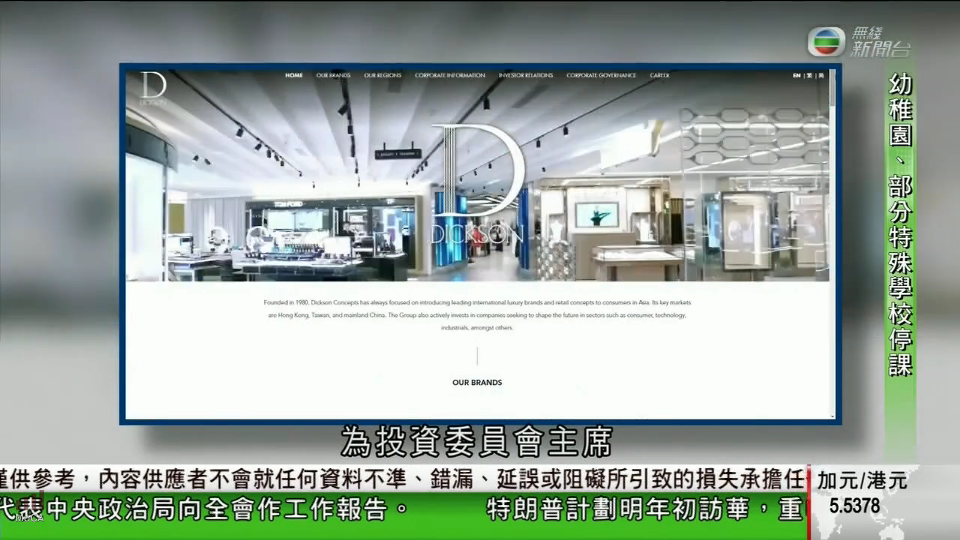 無綫
新聞台
D
DICKSON
HOME OUR BRANDS OUR REGIONS CORPORATE INFORMATION INVESTOR RELATIONS CORPORATE GOVERNANCE CAREER
EN | 繁 | 简
TOM FORD
D
DICKSON
Founded in 1980, Dickson Concepts has always focused on introducing leading international luxury brands and retail concepts to consumers in Asia. Its key markets
are Hong Kong, Taiwan, and mainland China. The Group also actively invests in companies seeking to shape the future in sectors such as consumer, technology,
industrials, amongst others.
OUR BRANDS
幼稚園、部分特殊學校停課
為投資委員會主席
僅供參考，內容供應者不會就任何資料不準、錯漏、延誤或阻礙所引致的損失承擔任
代表中央政治局向全會作工作報告。 特朗普計劃明年初訪華，重
加元/港元
5.5378